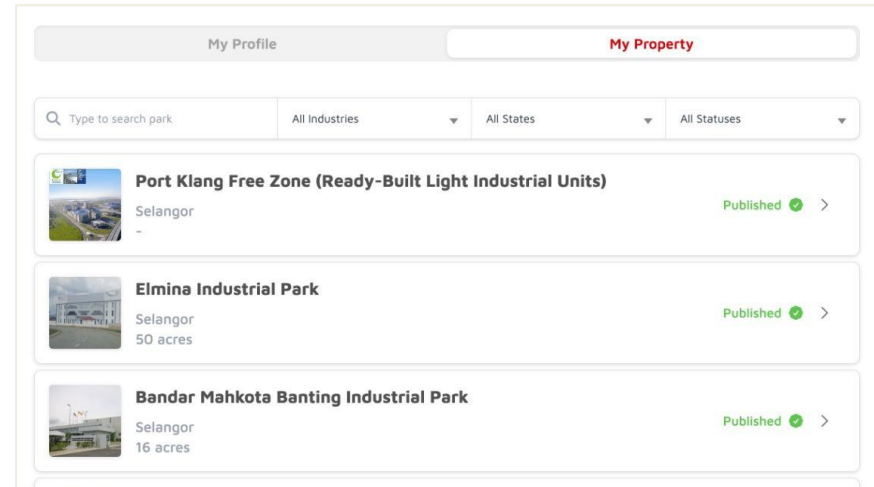 My Profile
My Property
Type to search park
All Industries
All States
All Statuses
Port Klang Free Zone (Ready-Built Light Industrial Units)
Selangor
-
Published
Elmina Industrial Park
Selangor
50 acres
Published
Bandar Mahkota Banting Industrial Park
Selangor
16 acres
Published